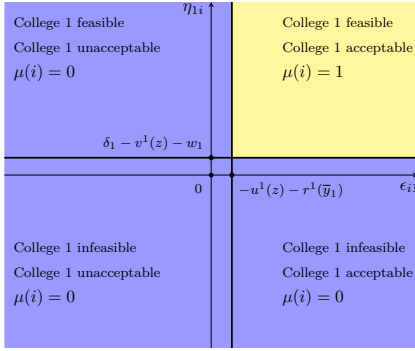 η₁ᵢ
College 1 feasible
College 1 unacceptable
μ(i) = 0
College 1 feasible
College 1 acceptable
μ(i) = 1
δ₁ − v¹(z) − w₁
0
−u¹(z) − r¹(y̅₁)
ϵᵢ₁
College 1 infeasible
College 1 unacceptable
μ(i) = 0
College 1 infeasible
College 1 acceptable
μ(i) = 0